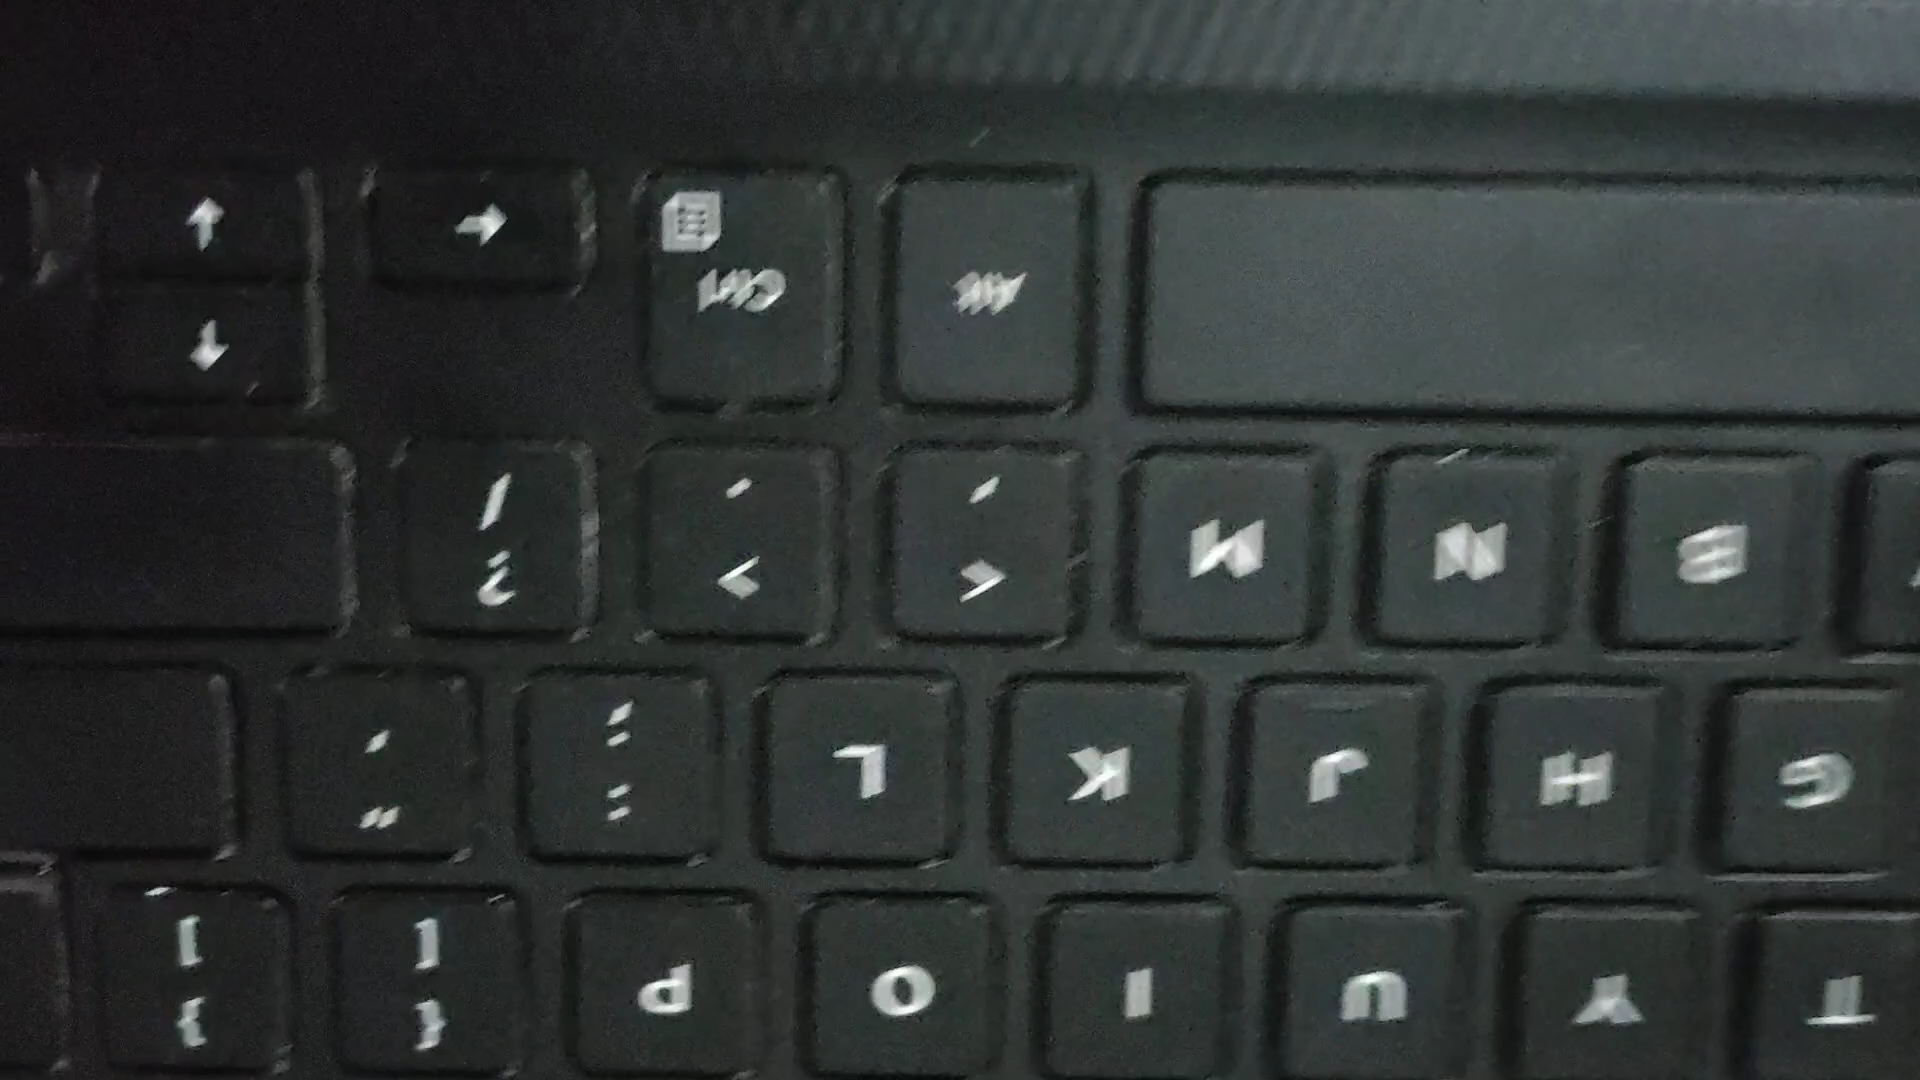 T Y U I O P { [ } ]
G H J K L : ; " '
B N M < , > . ? /
Alt Ctrl ← ↑ ↓